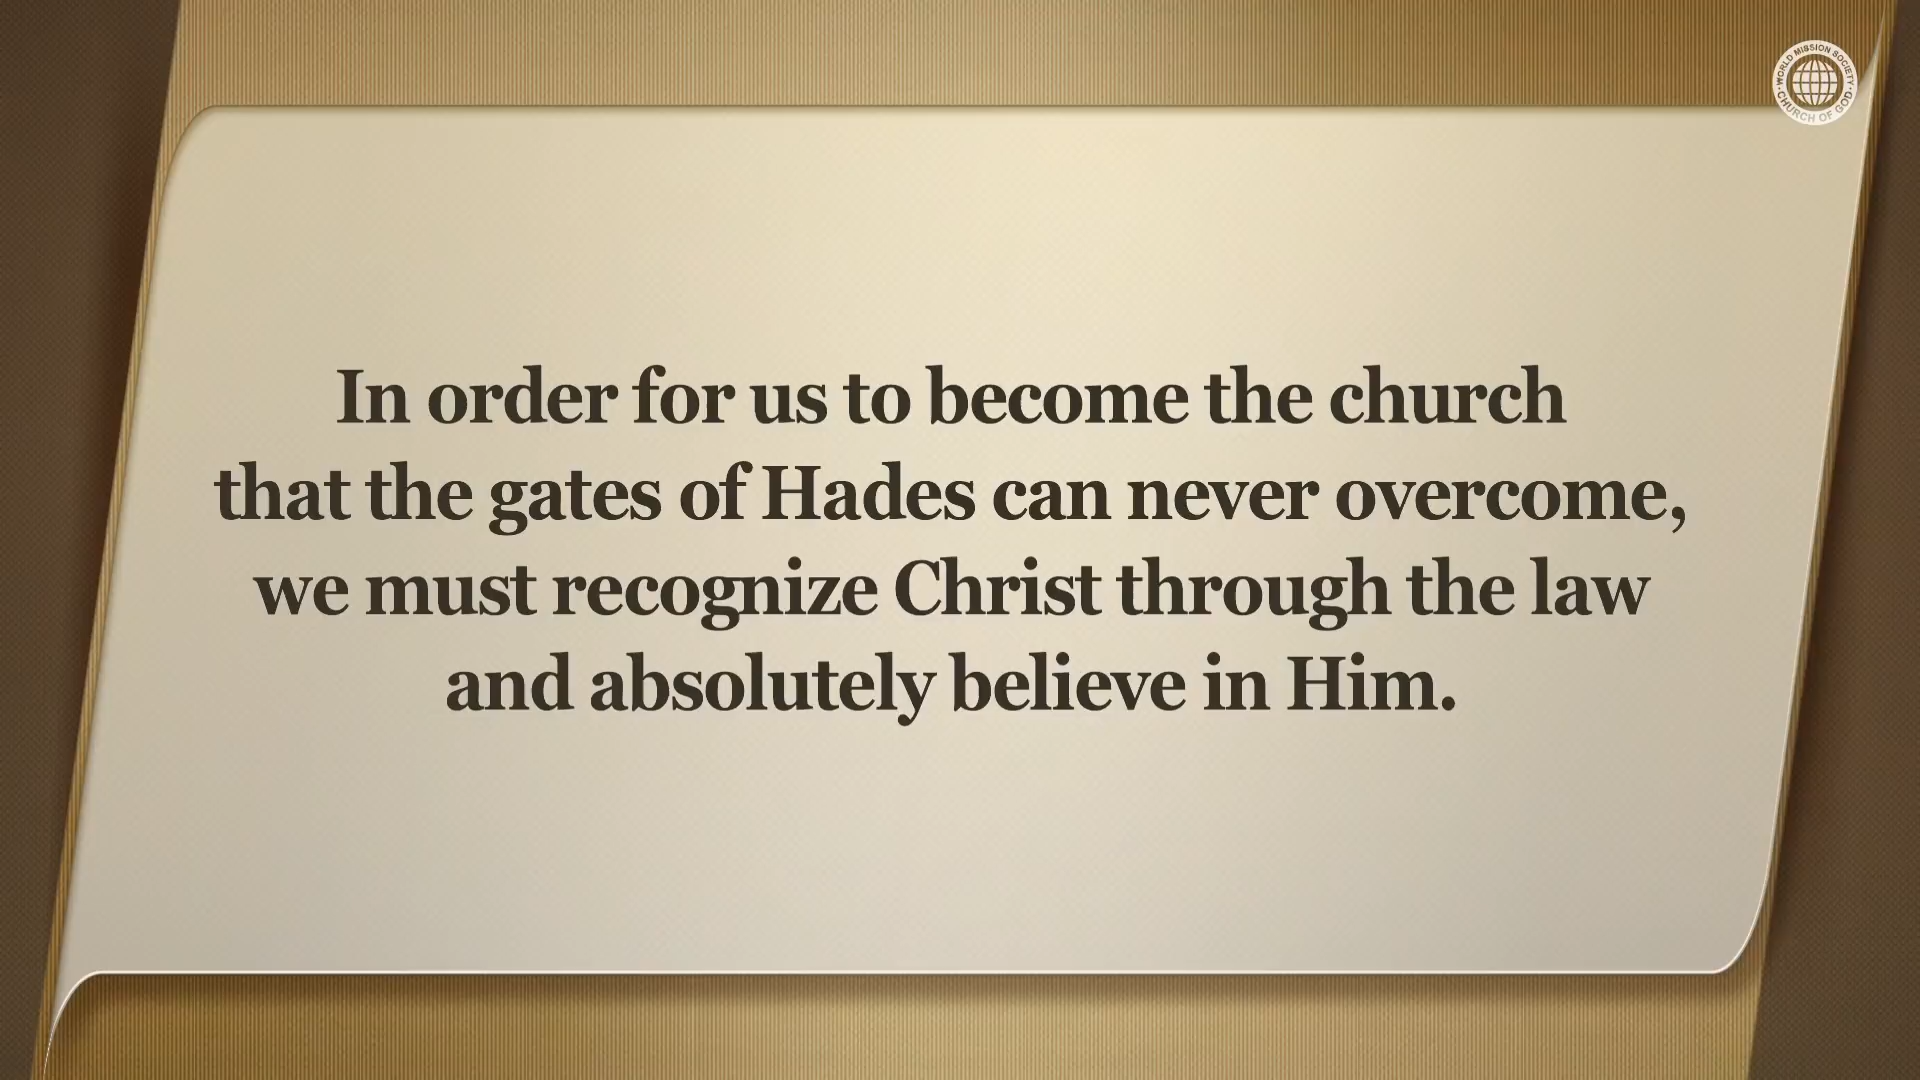 WORLD MISSION SOCIETY
CHURCH OF GOD
In order for us to become the church
that the gates of Hades can never overcome,
we must recognize Christ through the law
and absolutely believe in Him.